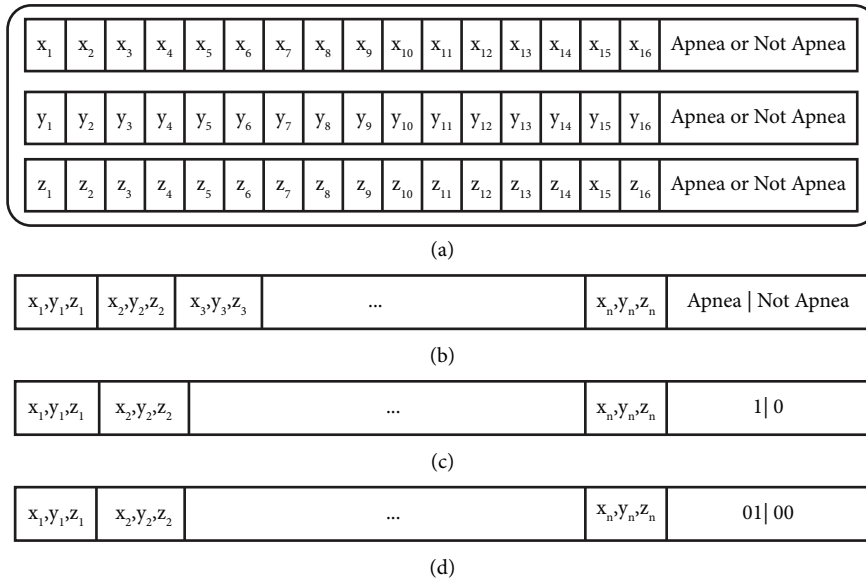 x₁ x₂ x₃ x₄ x₅ x₆ x₇ x₈ x₉ x₁₀ x₁₁ x₁₂ x₁₃ x₁₄ x₁₅ x₁₆ Apnea or Not Apnea
y₁ y₂ y₃ y₄ y₅ y₆ y₇ y₈ y₉ y₁₀ y₁₁ y₁₂ y₁₃ y₁₄ y₁₅ y₁₆ Apnea or Not Apnea
z₁ z₂ z₃ z₄ z₅ z₆ z₇ z₈ z₉ z₁₀ z₁₁ z₁₂ z₁₃ z₁₄ x₁₅ z₁₆ Apnea or Not Apnea
(a)
x₁,y₁,z₁ x₂,y₂,z₂ x₃,y₃,z₃ ... xₙ,yₙ,zₙ Apnea | Not Apnea
(b)
x₁,y₁,z₁ x₂,y₂,z₂ ... xₙ,yₙ,zₙ 1| 0
(c)
x₁,y₁,z₁ x₂,y₂,z₂ ... xₙ,yₙ,zₙ 01| 00
(d)